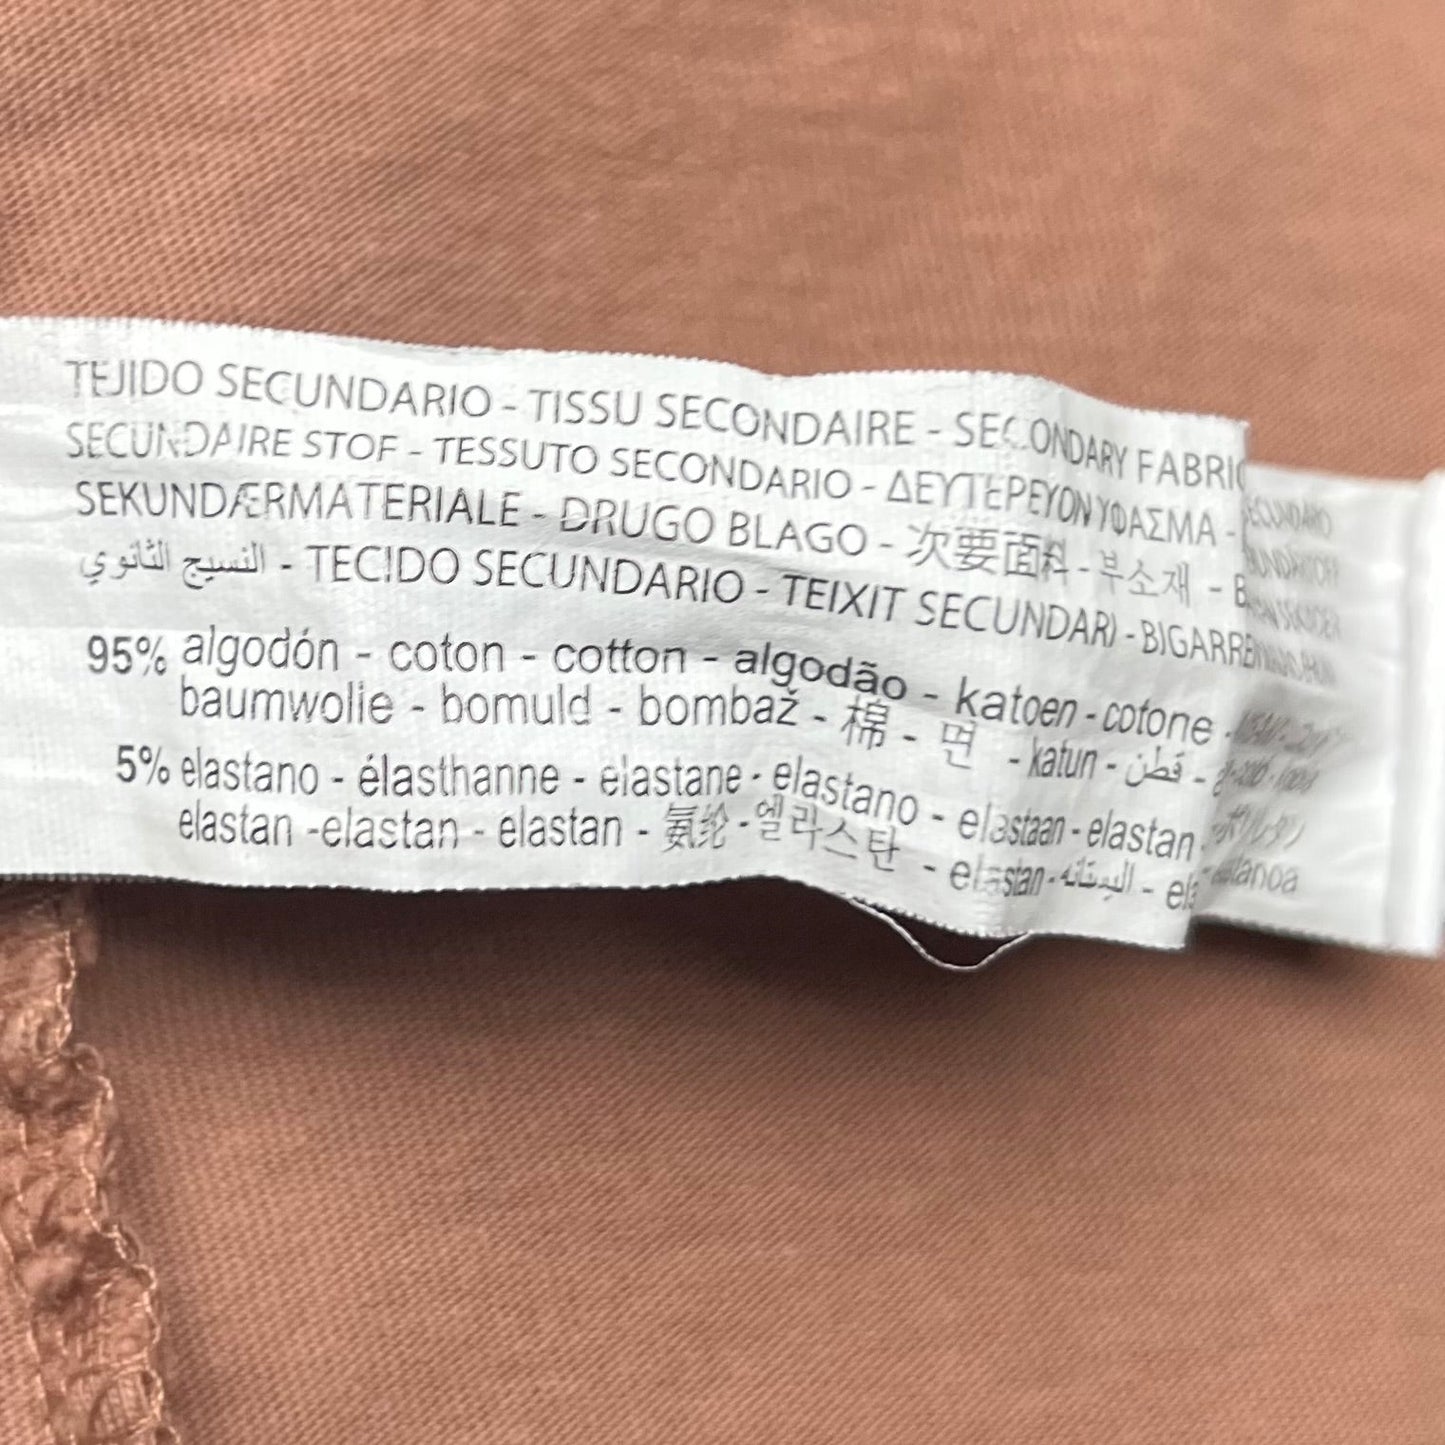 TEJIDO SECUNDARIO - TISSU SECONDAIRE - SECONDARY FABRIC
SECUNDAIRE STOF - TESSUTO SECONDARIO - ΔΕΥΤΕΡΕΥΟΝ ΥΦΑΣΜΑ - SECUNDARIO
SEKUNDÆRMATERIALE - DRUGO BLAGO - 次要面料 - 부소재 -
النسيج الثانوي - TECIDO SECUNDARIO - TEIXIT SECUNDARI - BIGARREN
95% algodón - coton - cotton - algodão - katoen - cotone -
baumwolle - bomuld - bombaž - 棉 - 면 - katun - قطن -
5% elastano - élasthanne - elastane - elastano - elastaan - elastan
elastan -elastan - elastan - 氨纶 - 엘라스탄 - elastan -